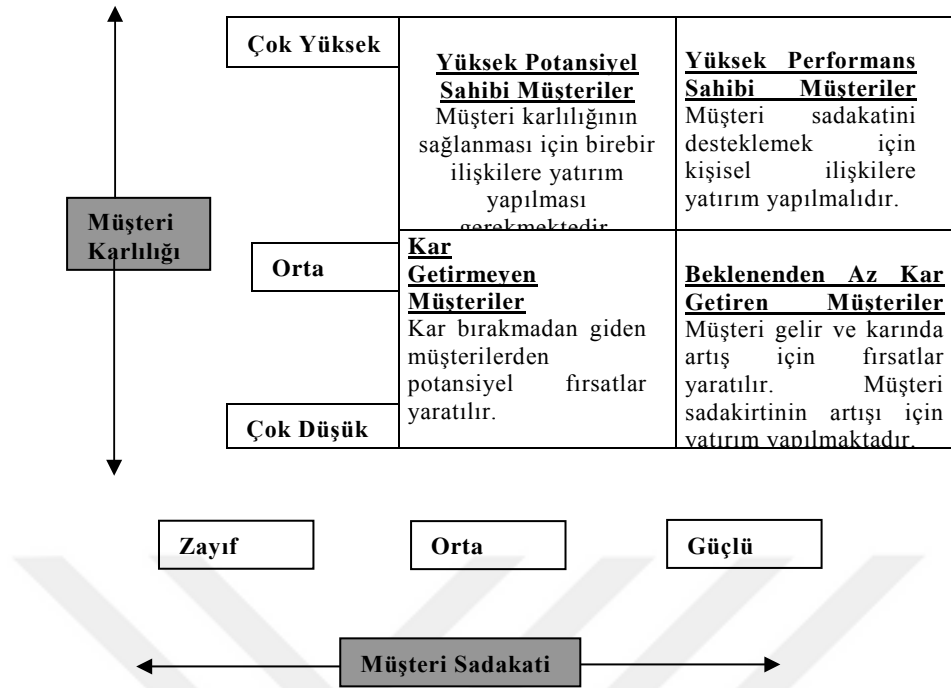 Çok Yüksek
Yüksek Potansiyel
Sahibi Müşteriler
Müşteri karlılığının
sağlanması için birebir
ilişkilere yatırım
yapılması
gerekmektedir.
Yüksek Performans
Sahibi Müşteriler
Müşteri sadakatini
desteklemek için
kişisel ilişkilere
yatırım yapılmalıdır.
Müşteri
Karlılığı
Orta
Kar
Getirmeyen
Müşteriler
Kar bırakmadan giden
müşterilerden
potansiyel fırsatlar
yaratılır.
Beklenenden Az Kar
Getiren Müşteriler
Müşteri gelir ve karında
artış için fırsatlar
yaratılır. Müşteri
sadakirtinin artışı için
yatırım yapılmaktadır.
Çok Düşük
Zayıf
Orta
Güçlü
Müşteri Sadakati